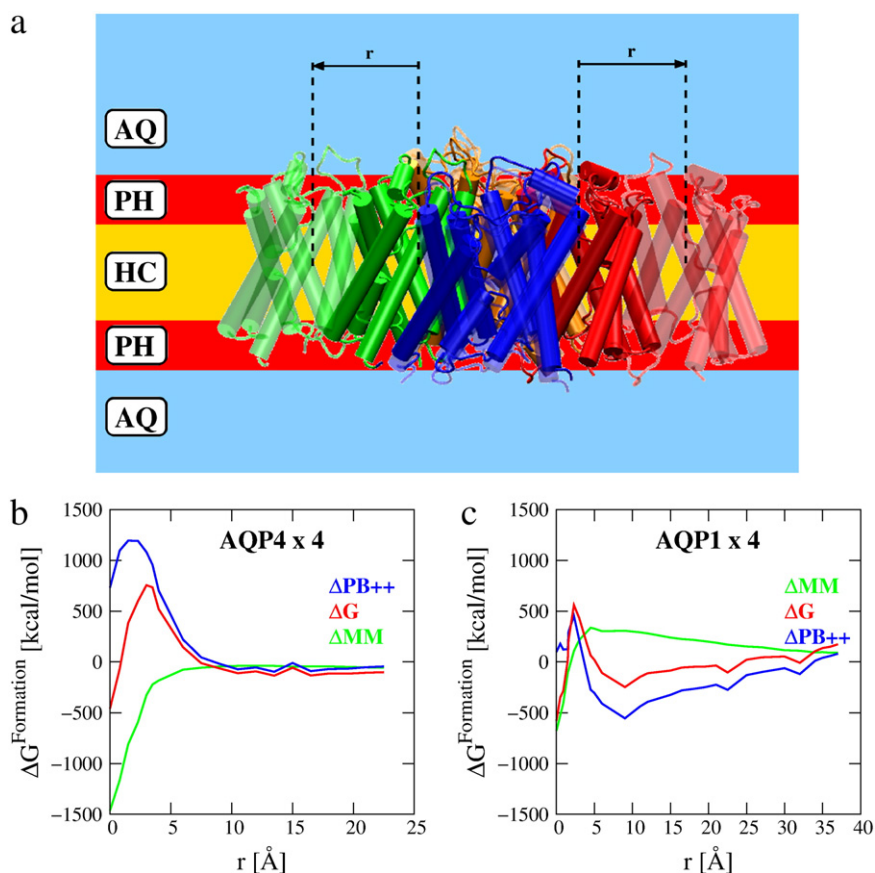 a
r r
AQ
PH
HC
PH
AQ
b
AQP4 x 4
ΔPB++
ΔG
ΔMM
1500
1000
500
0
−500
−1000
−1500
ΔG^Formation [kcal/mol]
0 5 10 15 20 25
r [Å]
c
AQP1 x 4
ΔMM
ΔG
ΔPB++
1500
1000
500
0
−500
−1000
−1500
ΔG^Formation [kcal/mol]
0 5 10 15 20 25 30 35 40
r [Å]